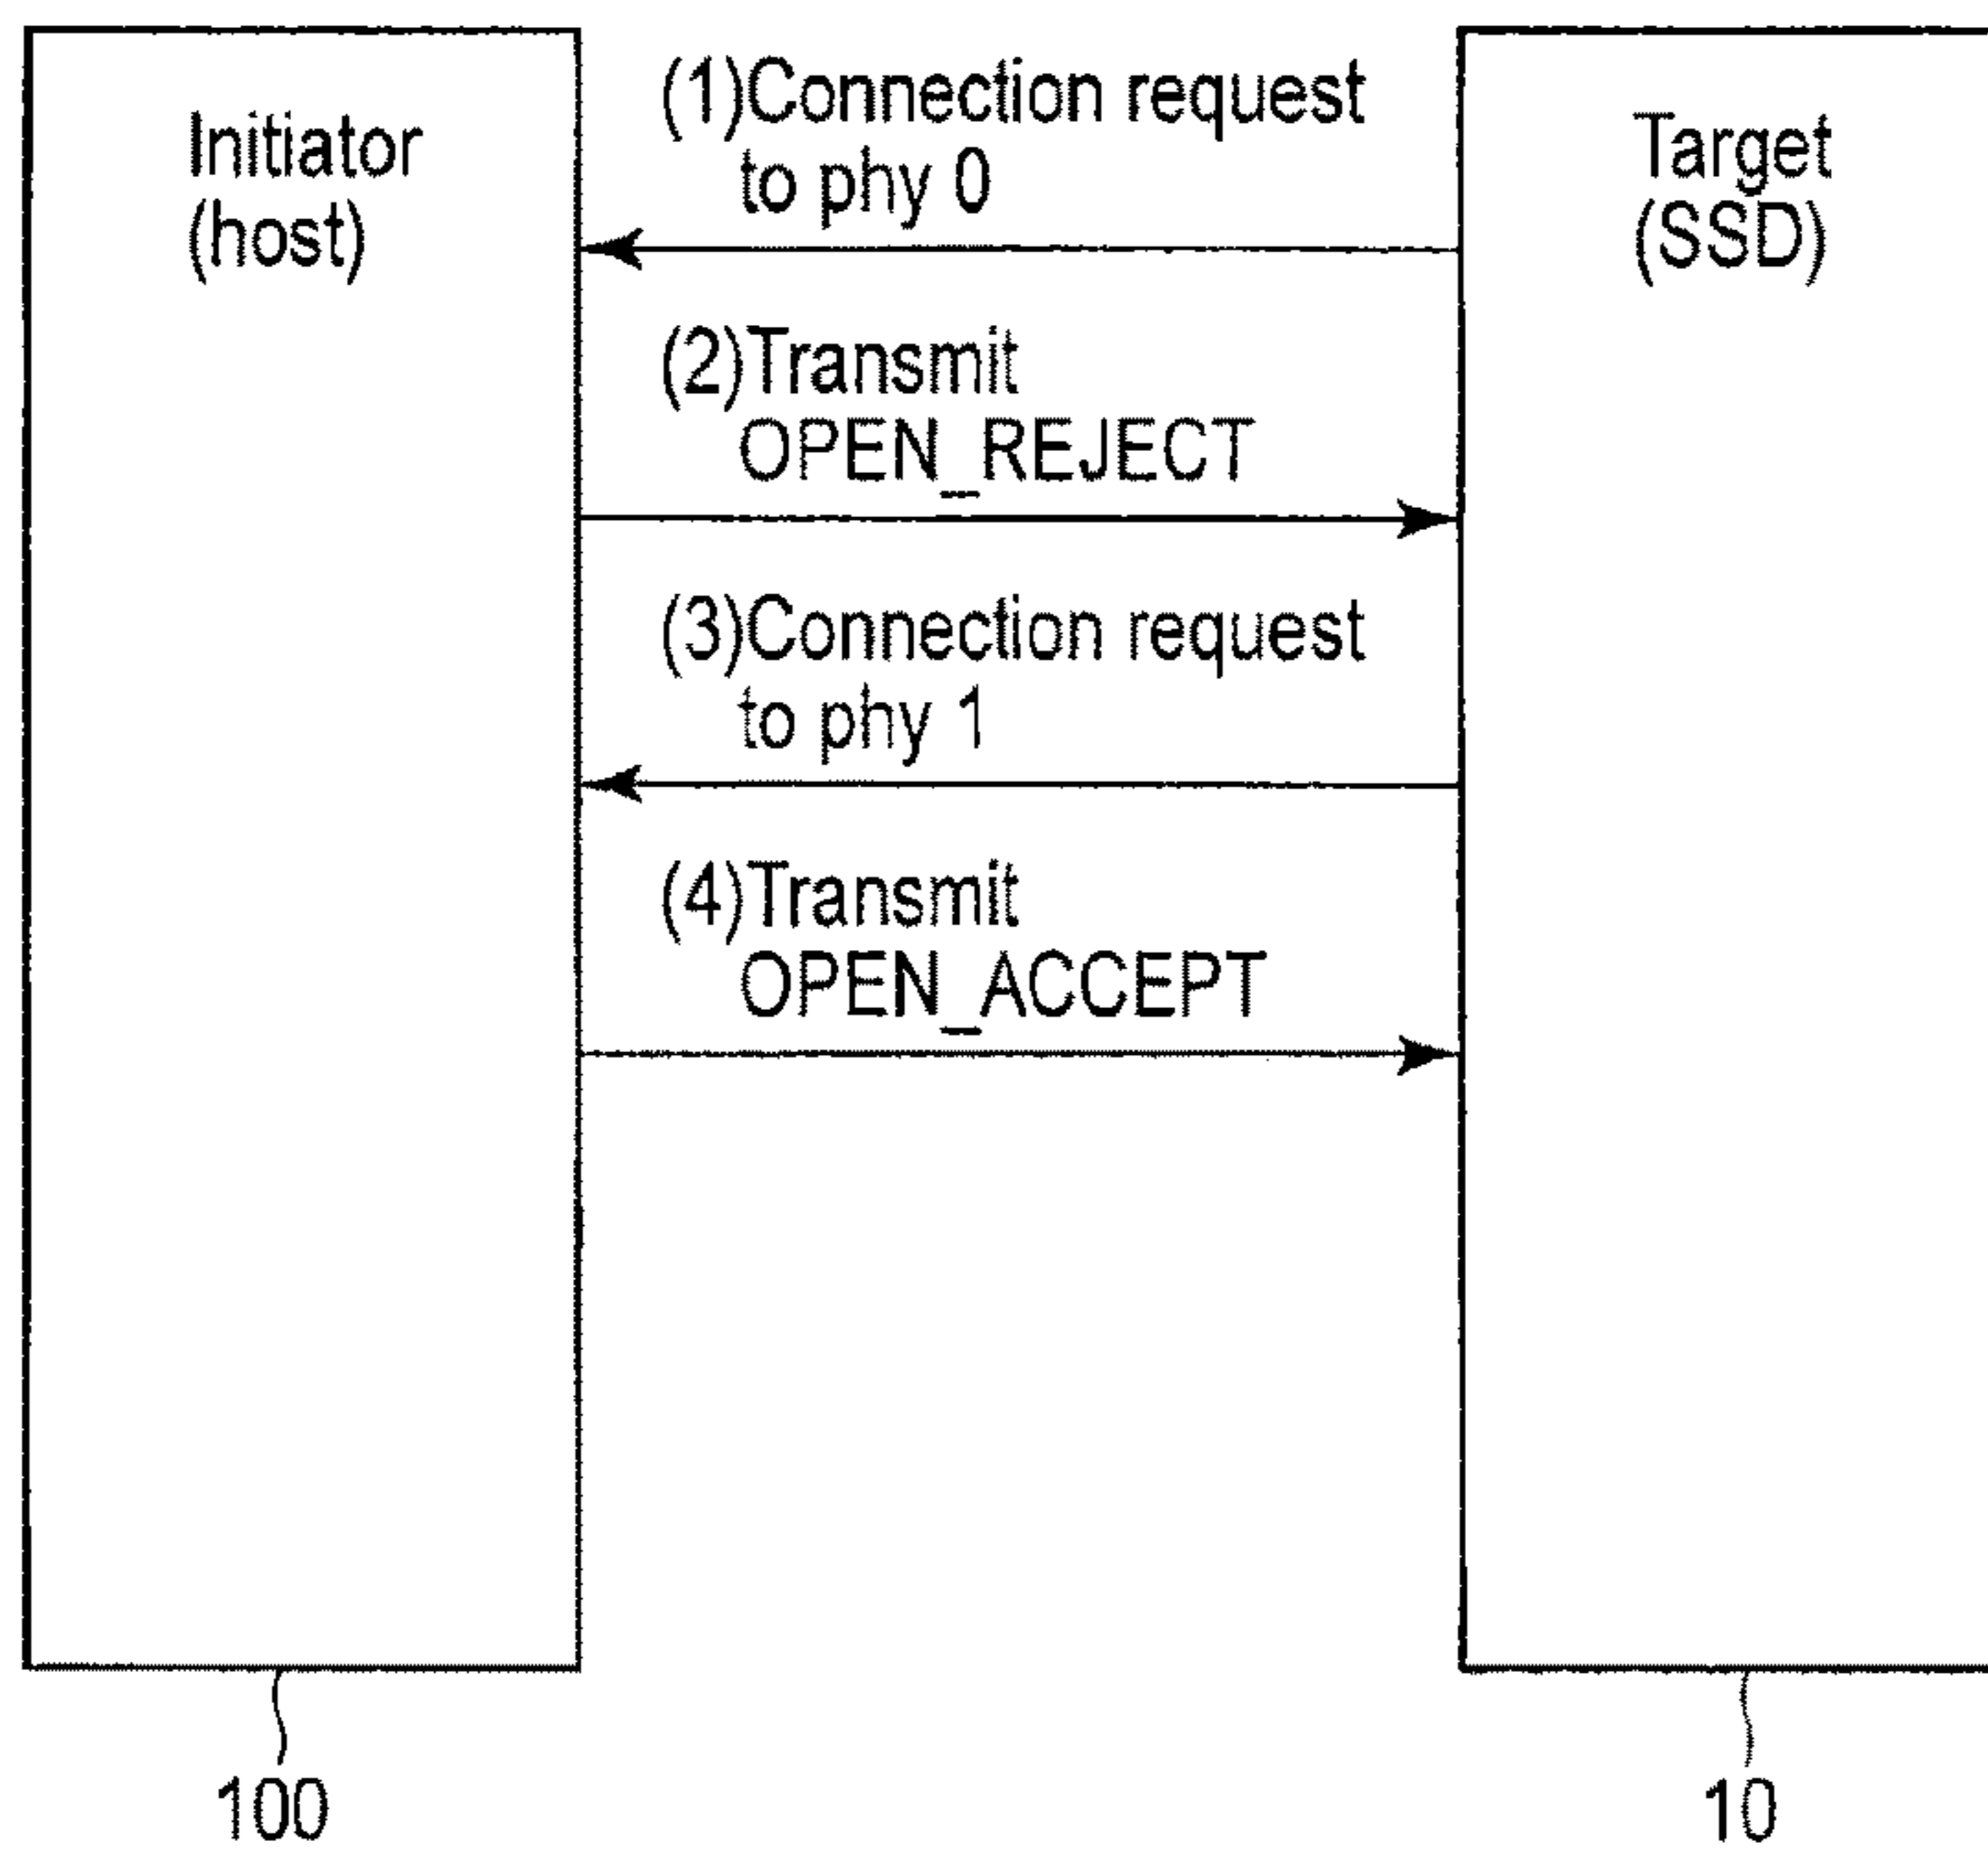 Initiator
(host)
(1)Connection request
to phy 0
Target
(SSD)
(2)Transmit
OPEN_REJECT
(3)Connection request
to phy 1
(4)Transmit
OPEN_ACCEPT
100
10